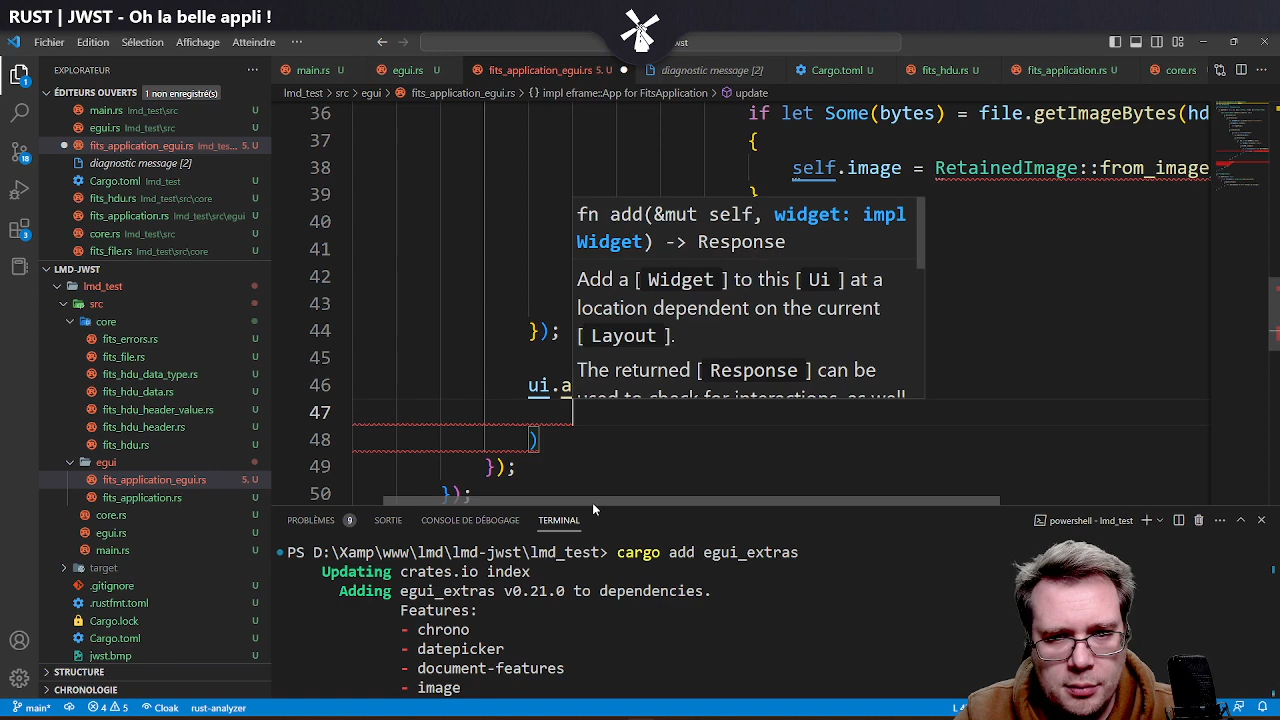 RUST | JWST - Oh la belle appli !
Fichier Edition Sélection Affichage Atteindre ···
EXPLORATEUR
main.rs U
egui.rs U
fits_application_egui.rs 5, U
diagnostic message [2]
Cargo.toml U
fits_hdu.rs U
fits_application.rs U
core.rs U
ÉDITEURS OUVERTS 1 non enregistré(s)
lmd_test > src > egui > fits_application_egui.rs > {} impl eframe::App for FitsApplication > update
main.rs lmd_test\src U
egui.rs lmd_test\src U
fits_application_egui.rs lmd_tes... 5, U
diagnostic message [2]
Cargo.toml lmd_test U
fits_hdu.rs lmd_test\src\core U
fits_application.rs lmd_test\src\egui U
core.rs lmd_test\src U
fits_file.rs lmd_test\src\core U
LMD-JWST
lmd_test
src
core
fits_errors.rs U
fits_file.rs U
fits_hdu_data_type.rs U
fits_hdu_data.rs U
fits_hdu_header_value.rs U
fits_hdu_header.rs U
fits_hdu.rs U
egui
fits_application_egui.rs 5, U
fits_application.rs U
core.rs U
egui.rs U
main.rs U
target
.gitignore U
.rustfmt.toml U
Cargo.lock U
Cargo.toml U
jwst.bmp U
STRUCTURE
CHRONOLOGIE
36 if let Some(bytes) = file.getImageBytes(hd
37 {
38 self.image = RetainedImage::from_image
39 }
40
41
42
43
44 });
45
46 ui.a
47
48 )
49 });
50 });
fn add(&mut self, widget: impl
Widget) -> Response
Add a [ Widget ] to this [ Ui ] at a
location dependent on the current
[ Layout ].
The returned [ Response ] can be
used to check for interactions, as well
PROBLÈMES 9 SORTIE CONSOLE DE DÉBOGAGE TERMINAL
powershell - lmd_test
PS D:\Xamp\www\lmd\lmd-jwst\lmd_test> cargo add egui_extras
Updating crates.io index
Adding egui_extras v0.21.0 to dependencies.
Features:
- chrono
- datepicker
- document-features
- image
main* 4 5 Cloak rust-analyzer